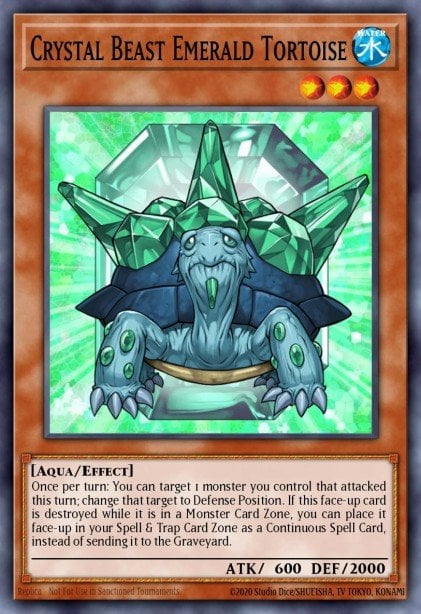 Crystal Beast Emerald Tortoise
WATER
水
[Aqua/Effect]
Once per turn: You can target 1 monster you control that attacked
this turn; change that target to Defense Position. If this face-up card
is destroyed while it is in a Monster Card Zone, you can place it
face-up in your Spell & Trap Card Zone as a Continuous Spell Card,
instead of sending it to the Graveyard.
ATK/ 600 DEF/2000
Replica - Not For Use in Sanctioned Tournaments
©2020 Studio Dice/SHUEISHA, TV TOKYO, KONAMI